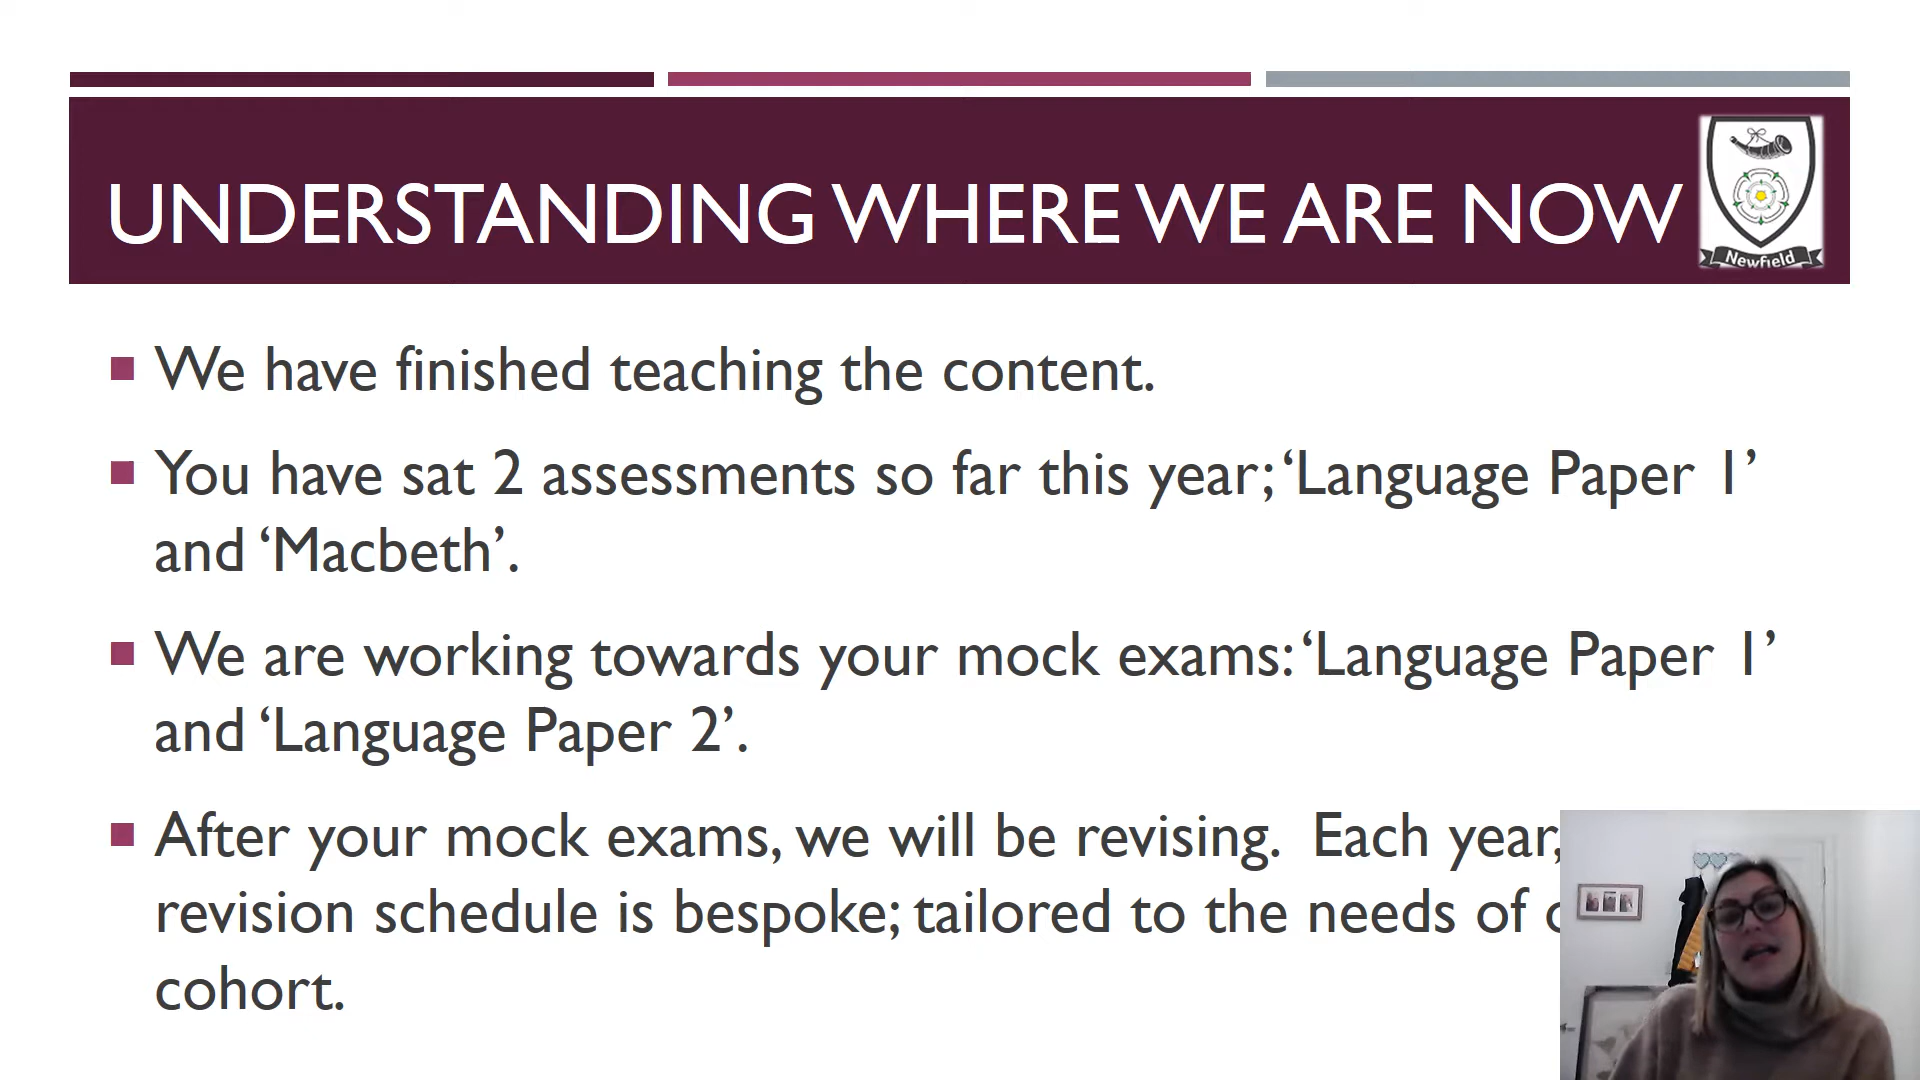 UNDERSTANDING WHERE WE ARE NOW
Newfield
We have finished teaching the content.
You have sat 2 assessments so far this year; ‘Language Paper 1’
and ‘Macbeth’.
We are working towards your mock exams: ‘Language Paper 1’
and ‘Language Paper 2’.
After your mock exams, we will be revising. Each year,
revision schedule is bespoke; tailored to the needs of
cohort.